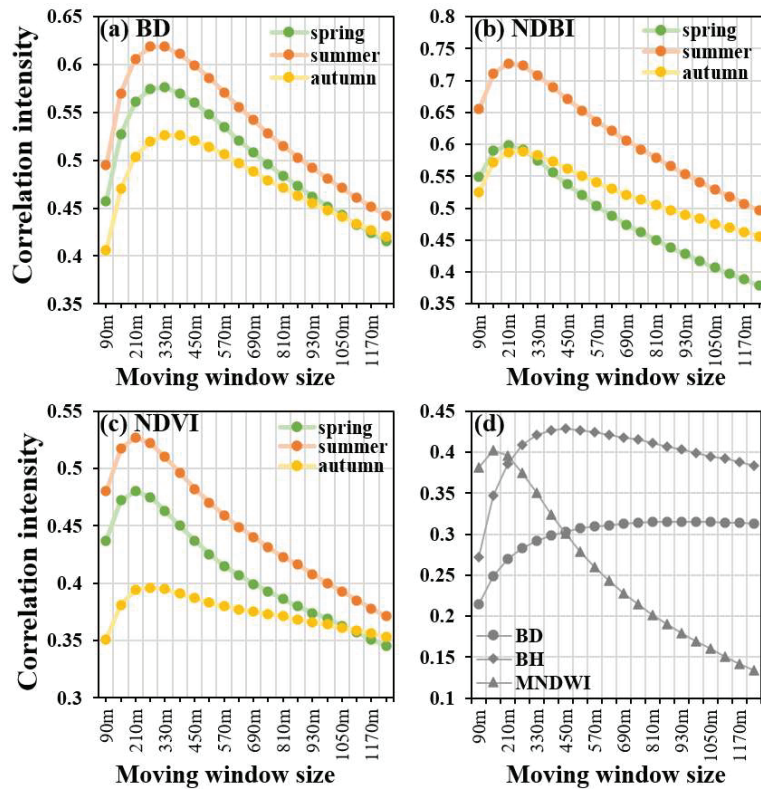 (a) BD
spring
summer
autumn
Correlation intensity
0.65
0.6
0.55
0.5
0.45
0.4
0.35
90m
210m
330m
450m
570m
690m
810m
930m
1050m
1170m
Moving window size
(b) NDBI
spring
summer
autumn
0.8
0.75
0.7
0.65
0.6
0.55
0.5
0.45
0.4
0.35
90m
210m
330m
450m
570m
690m
810m
930m
1050m
1170m
Moving window size
(c) NDVI
spring
summer
autumn
Correlation intensity
0.55
0.5
0.45
0.4
0.35
0.3
90m
210m
330m
450m
570m
690m
810m
930m
1050m
1170m
Moving window size
(d)
0.45
0.4
0.35
0.3
0.25
0.2
0.15
0.1
BD
BH
MNDWI
90m
210m
330m
450m
570m
690m
810m
930m
1050m
1170m
Moving window size